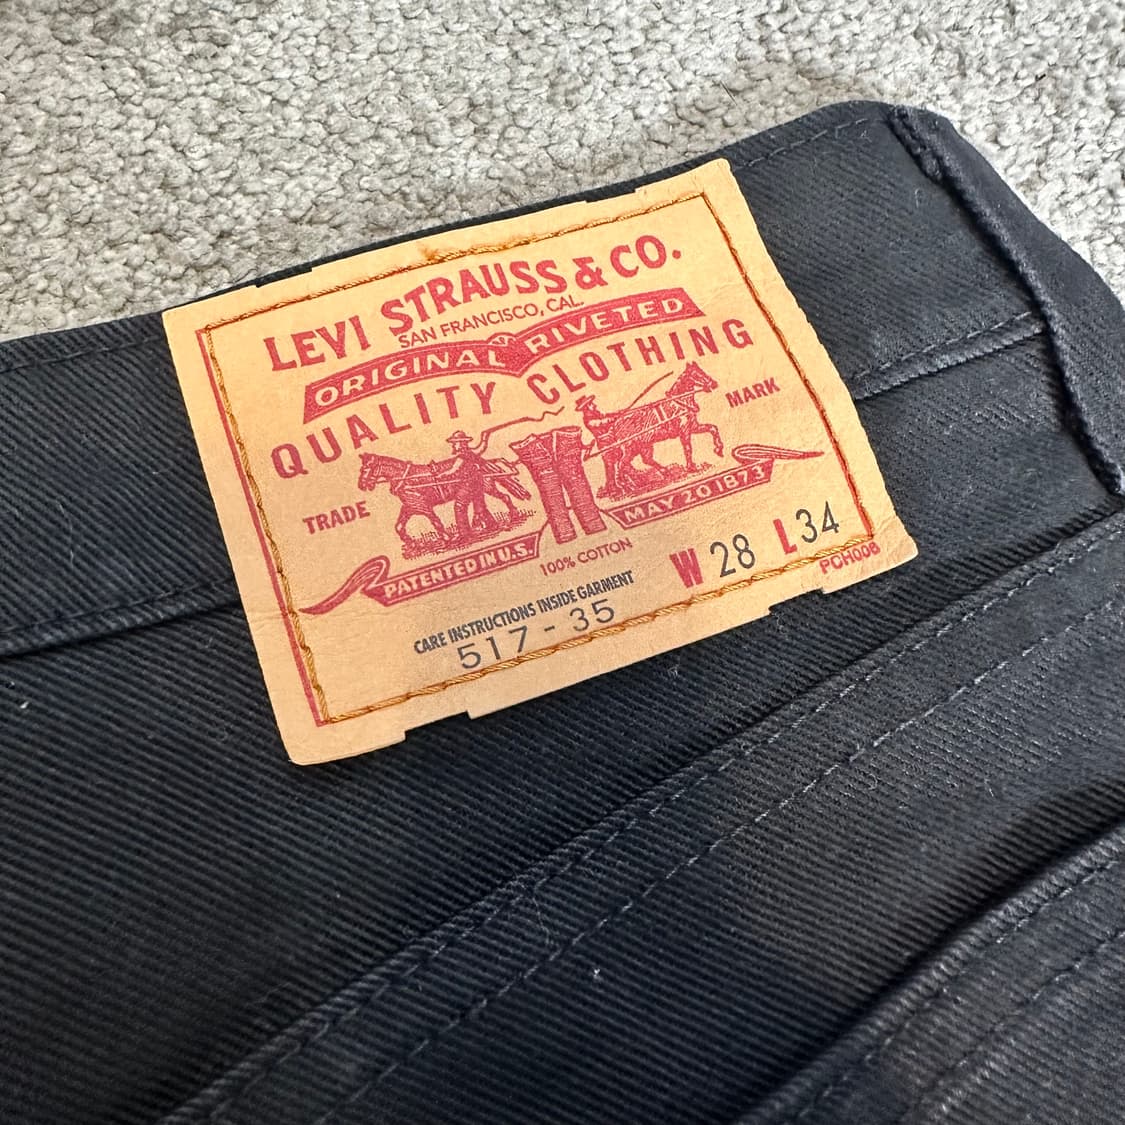 LEVI STRAUSS & CO.
SAN FRANCISCO, CAL.
ORIGINAL RIVETED
QUALITY CLOTHING
TRADE MARK
PATENTED IN U.S. MAY 20 1873
100% COTTON
W 28 L 34
PCH008
CARE INSTRUCTIONS INSIDE GARMENT
517 - 35